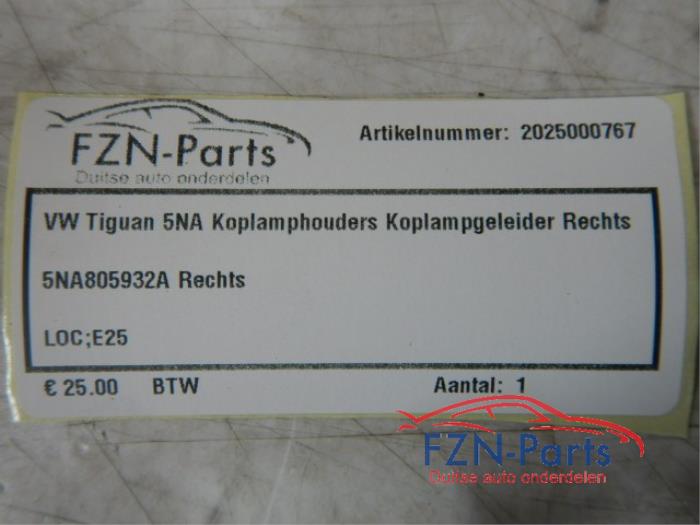 FZN-Parts
Duitse auto onderdelen
Artikelnummer: 2025000767
VW Tiguan 5NA Koplamphouders Koplampgeleider Rechts
5NA805932A Rechts
LOC;E25
€ 25.00 BTW Aantal: 1
FZN-Parts
Duitse auto onderdelen